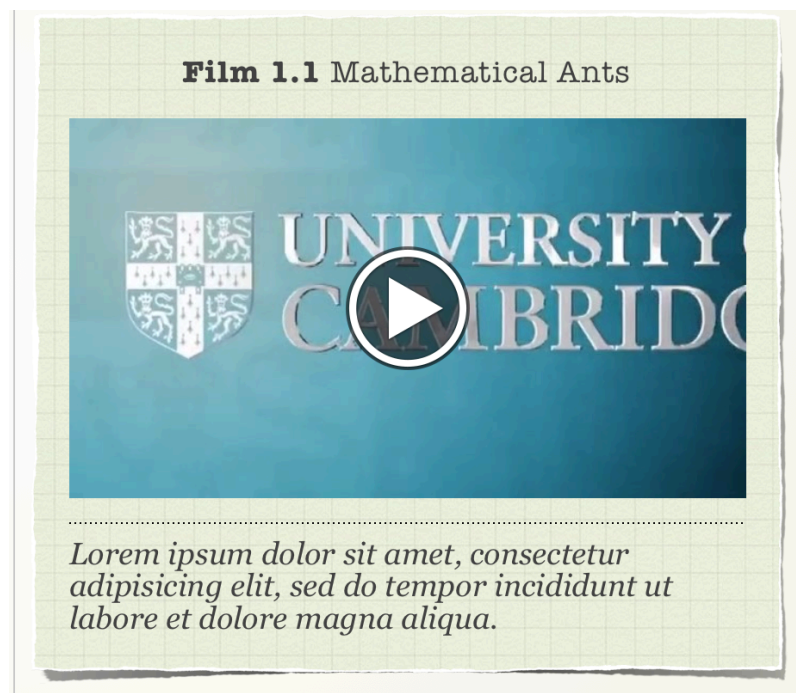 Film 1.1 Mathematical Ants
UNIVERSITY
CAMBRIDG
Lorem ipsum dolor sit amet, consectetur
adipisicing elit, sed do tempor incididunt ut
labore et dolore magna aliqua.